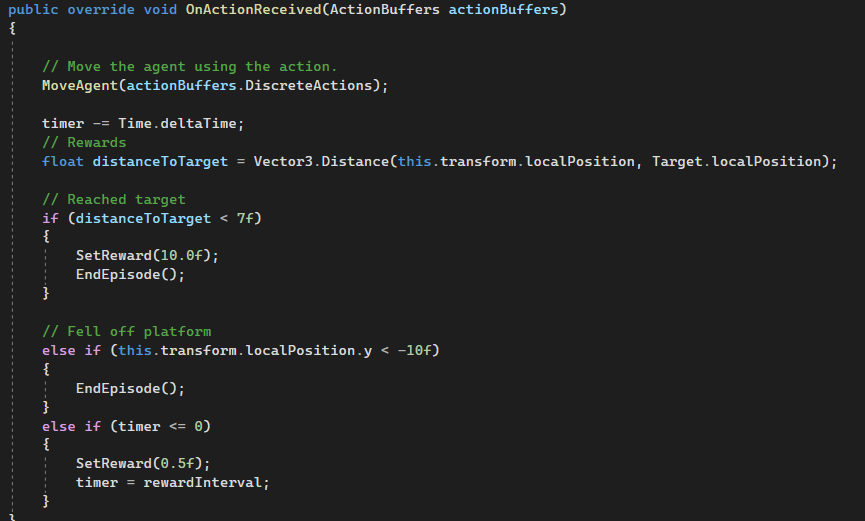 public override void OnActionReceived(ActionBuffers actionBuffers)
{
// Move the agent using the action.
MoveAgent(actionBuffers.DiscreteActions);
timer -= Time.deltaTime;
// Rewards
float distanceToTarget = Vector3.Distance(this.transform.localPosition, Target.localPosition);
// Reached target
if (distanceToTarget < 7f)
{
SetReward(10.0f);
EndEpisode();
}
// Fell off platform
else if (this.transform.localPosition.y < -10f)
{
EndEpisode();
}
else if (timer <= 0)
{
SetReward(0.5f);
timer = rewardInterval;
}
}